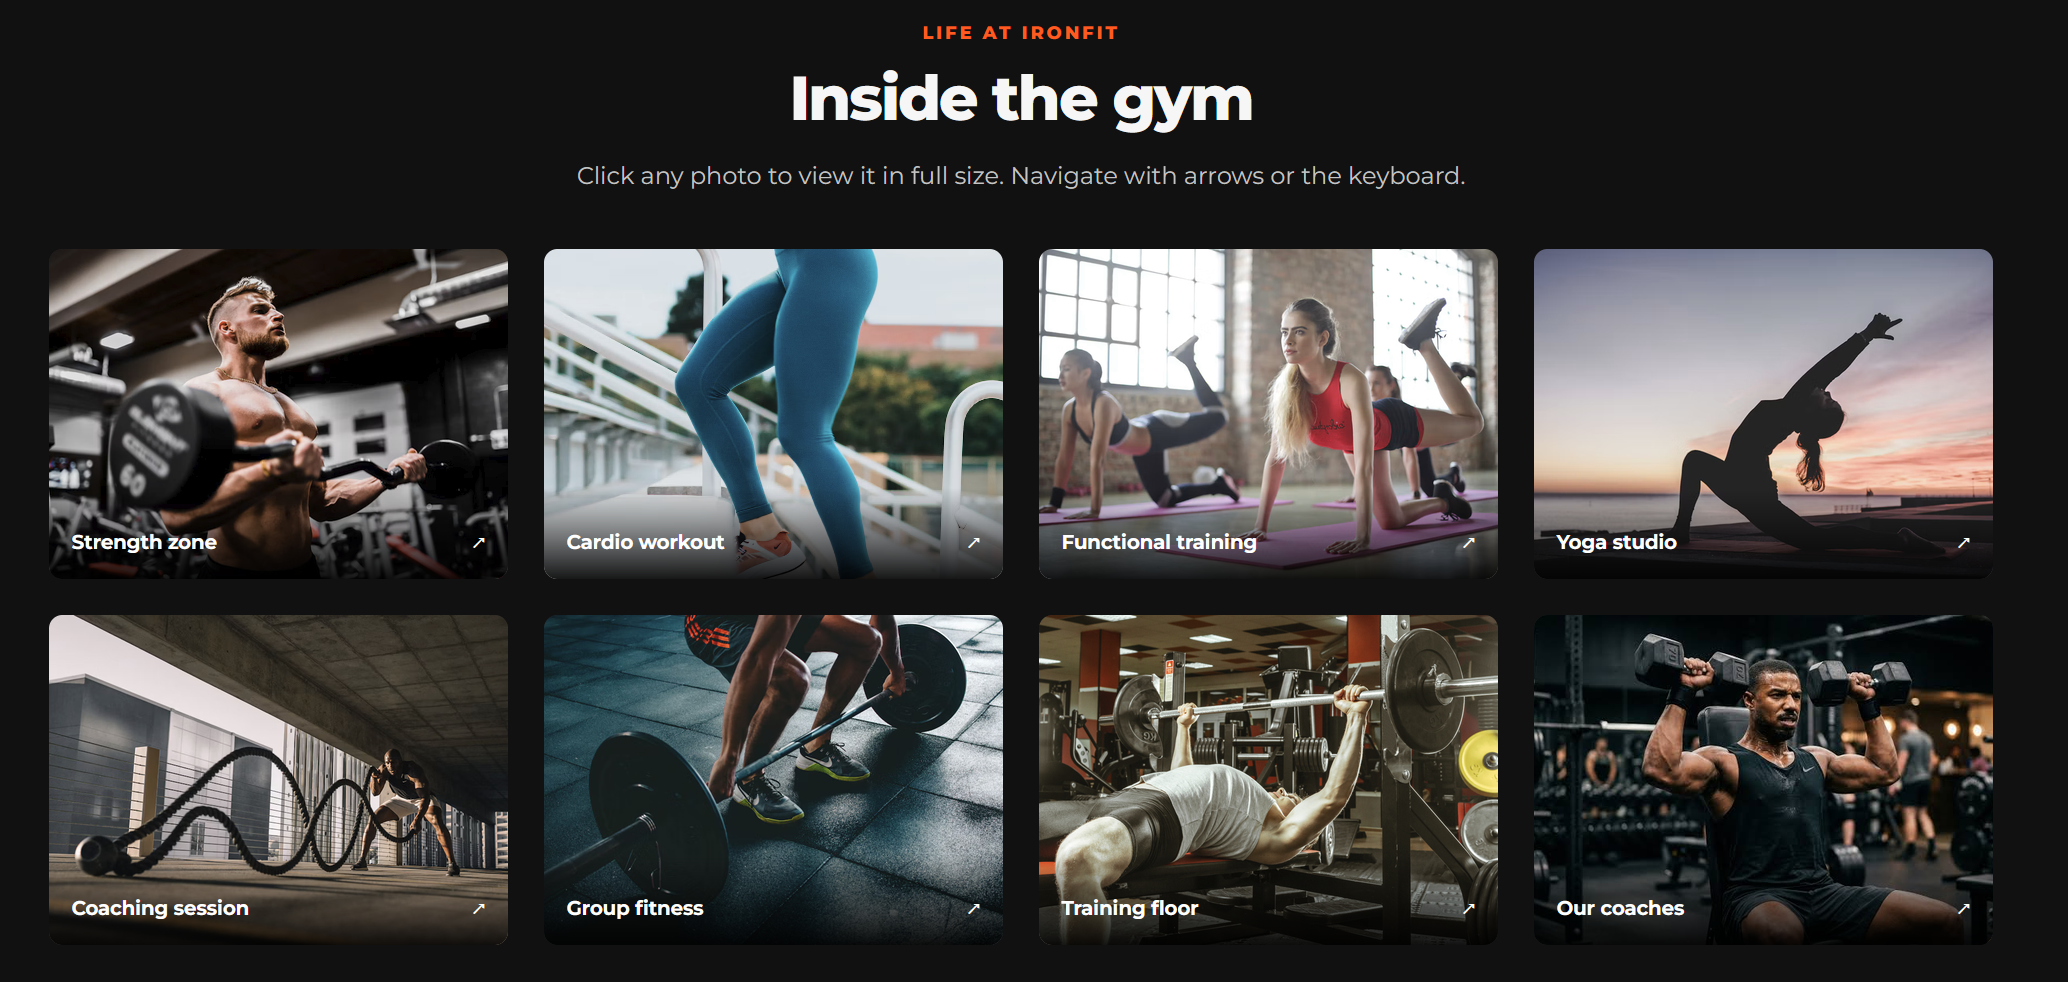 LIFE AT IRONFIT
Inside the gym
Click any photo to view it in full size. Navigate with arrows or the keyboard.
Strength zone ↗
Cardio workout ↗
Functional training ↗
Yoga studio ↗
60
Coaching session ↗
Group fitness ↗
Training floor ↗
Our coaches ↗